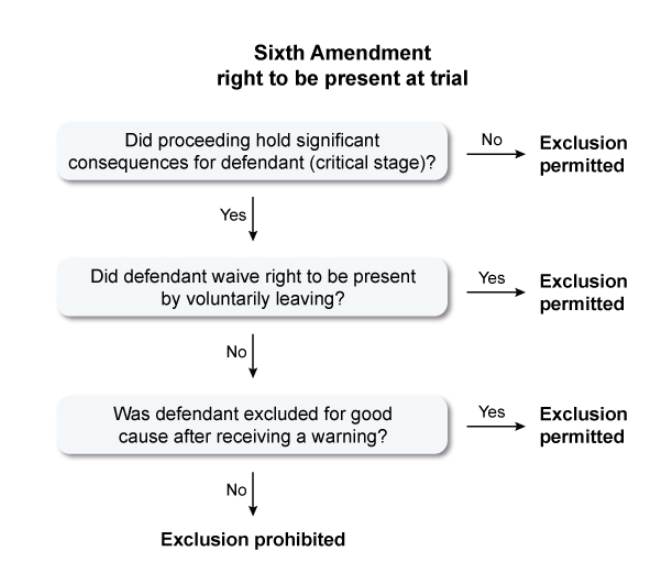 Sixth Amendment
right to be present at trial
Did proceeding hold significant
consequences for defendant (critical stage)?
No
Exclusion
permitted
Yes
Did defendant waive right to be present
by voluntarily leaving?
Yes
Exclusion
permitted
No
Was defendant excluded for good
cause after receiving a warning?
Yes
Exclusion
permitted
No
Exclusion prohibited